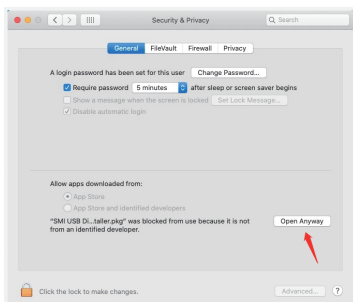 Security & Privacy
Search
General FileVault Firewall Privacy
A login password has been set for this user Change Password...
Require password 5 minutes after sleep or screen saver begins
Show a message when the screen is locked Set Lock Message...
Disable automatic login
Allow apps downloaded from:
App Store
App Store and identified developers
“SMI USB Di...taller.pkg” was blocked from use because it is not Open Anyway
from an identified developer.
Click the lock to make changes. Advanced... ?